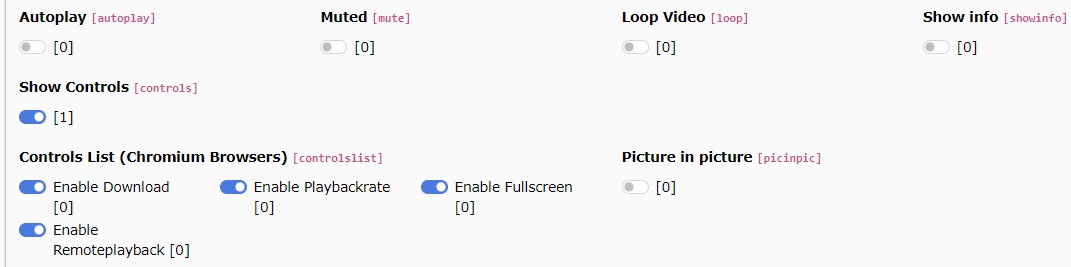 Autoplay [autoplay] Muted [mute] Loop Video [loop] Show info [showinfo]
[0] [0] [0] [0]
Show Controls [controls]
[1]
Controls List (Chromium Browsers) [controlslist] Picture in picture [picinpic]
Enable Download Enable Playbackrate Enable Fullscreen [0]
[0] [0] [0]
Enable
Remoteplayback [0]